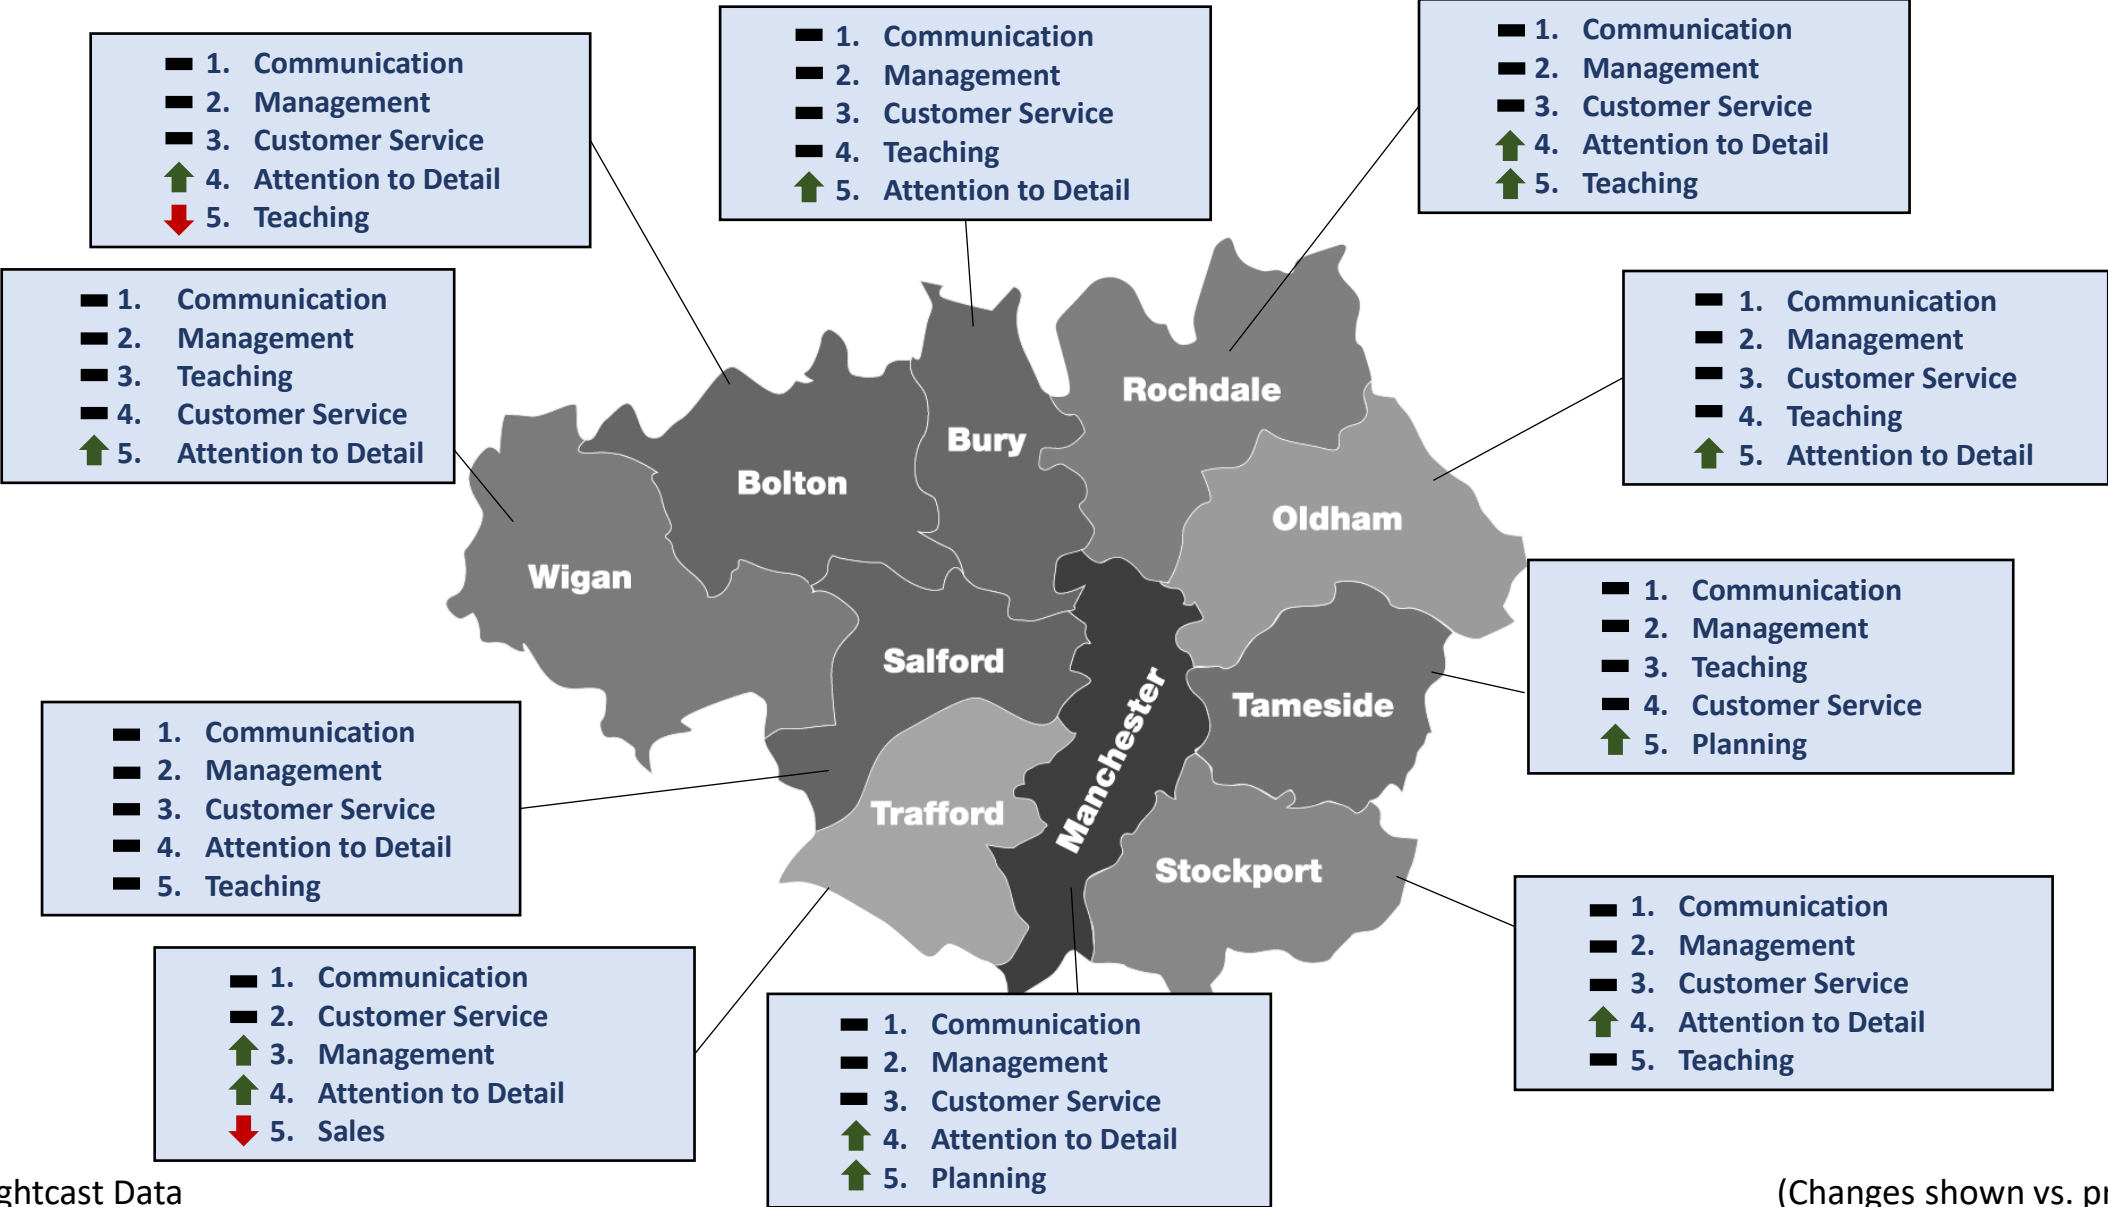 1. Communication
2. Management
3. Customer Service
4. Attention to Detail
5. Teaching
1. Communication
2. Management
3. Customer Service
4. Teaching
5. Attention to Detail
1. Communication
2. Management
3. Customer Service
4. Attention to Detail
5. Teaching
1. Communication
2. Management
3. Teaching
4. Customer Service
5. Attention to Detail
1. Communication
2. Management
3. Customer Service
4. Teaching
5. Attention to Detail
Rochdale
Bury
Bolton
Oldham
Wigan
Salford
Tameside
Manchester
Trafford
Stockport
1. Communication
2. Management
3. Teaching
4. Customer Service
5. Planning
1. Communication
2. Management
3. Customer Service
4. Attention to Detail
5. Teaching
1. Communication
2. Management
3. Customer Service
4. Attention to Detail
5. Teaching
1. Communication
2. Customer Service
3. Management
4. Attention to Detail
5. Sales
1. Communication
2. Management
3. Customer Service
4. Attention to Detail
5. Planning
ghtcast Data
(Changes shown vs. pr